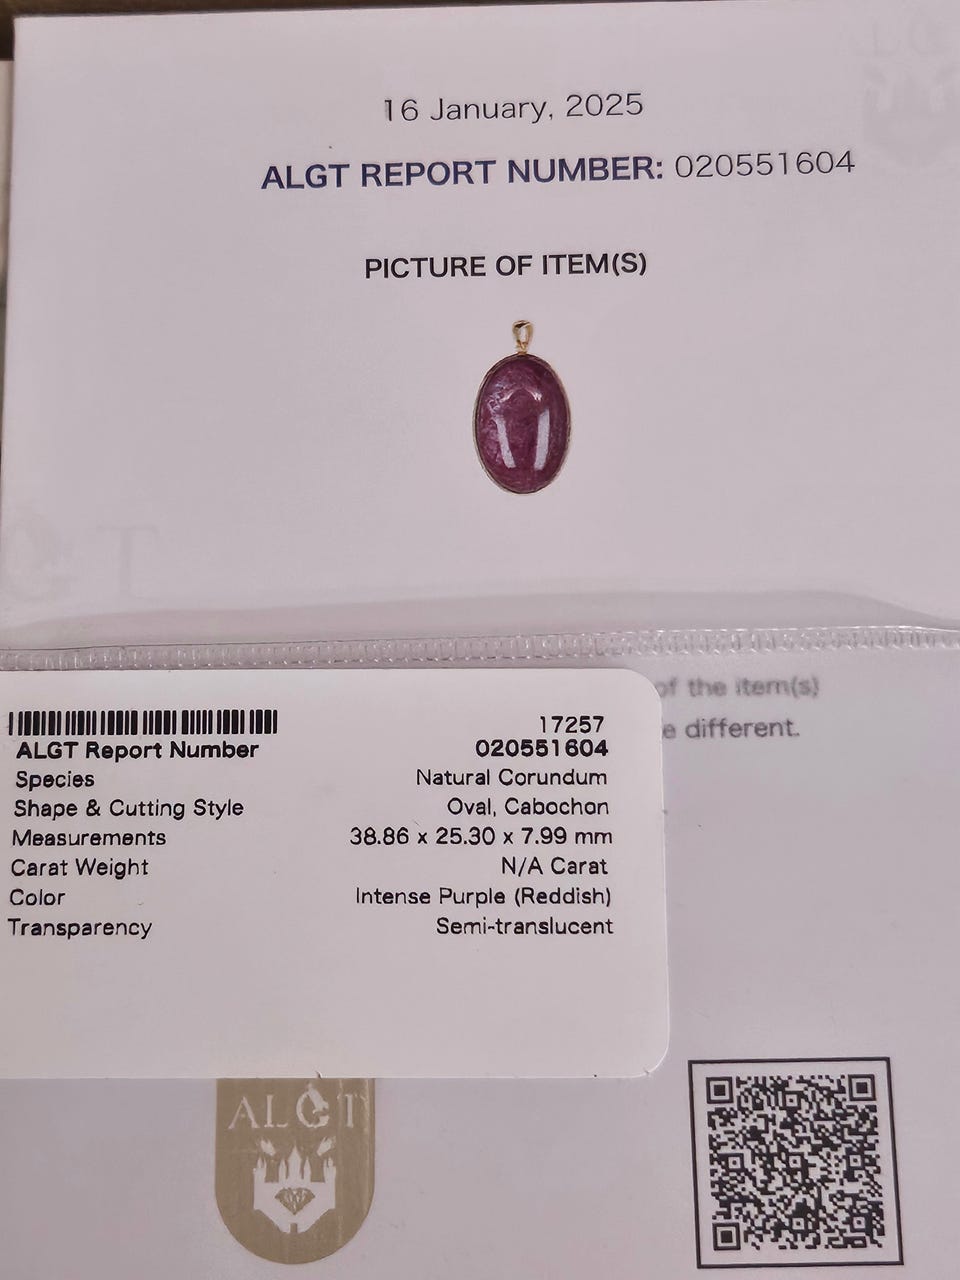 16 January, 2025
ALGT REPORT NUMBER: 020551604
PICTURE OF ITEM(S)
of the item(s)
different.
17257
ALGT Report Number 020551604
Species Natural Corundum
Shape & Cutting Style Oval, Cabochon
Measurements 38.86 x 25.30 x 7.99 mm
Carat Weight N/A Carat
Color Intense Purple (Reddish)
Transparency Semi-translucent
ALGT